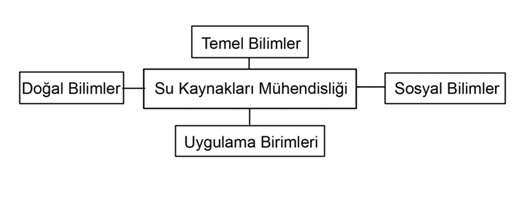 Temel Bilimler
Doğal Bilimler
Su Kaynakları Mühendisliği
Sosyal Bilimler
Uygulama Birimleri